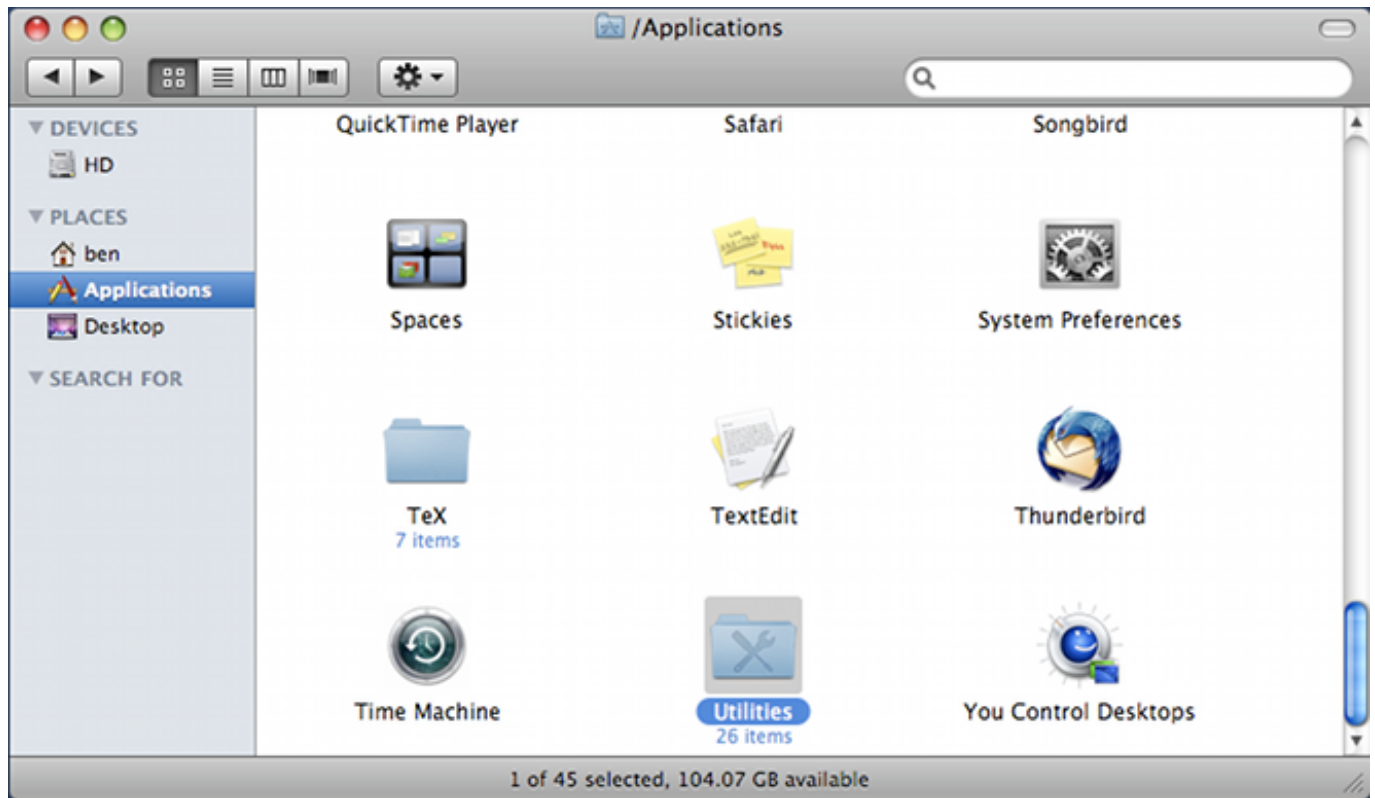 /Applications
DEVICES
HD
PLACES
ben
Applications
Desktop
SEARCH FOR
QuickTime Player Safari Songbird
Spaces Stickies System Preferences
TeX TextEdit Thunderbird
7 items
Time Machine Utilities You Control Desktops
26 items
1 of 45 selected, 104.07 GB available